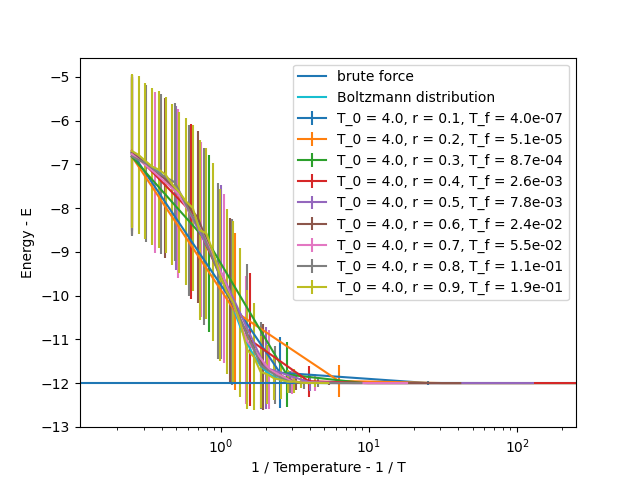 −5
−6
−7
−8
−9
−10
−11
−12
−13
Energy - E
brute force
Boltzmann distribution
T_0 = 4.0, r = 0.1, T_f = 4.0e-07
T_0 = 4.0, r = 0.2, T_f = 5.1e-05
T_0 = 4.0, r = 0.3, T_f = 8.7e-04
T_0 = 4.0, r = 0.4, T_f = 2.6e-03
T_0 = 4.0, r = 0.5, T_f = 7.8e-03
T_0 = 4.0, r = 0.6, T_f = 2.4e-02
T_0 = 4.0, r = 0.7, T_f = 5.5e-02
T_0 = 4.0, r = 0.8, T_f = 1.1e-01
T_0 = 4.0, r = 0.9, T_f = 1.9e-01
10⁰ 10¹ 10²
1 / Temperature - 1 / T